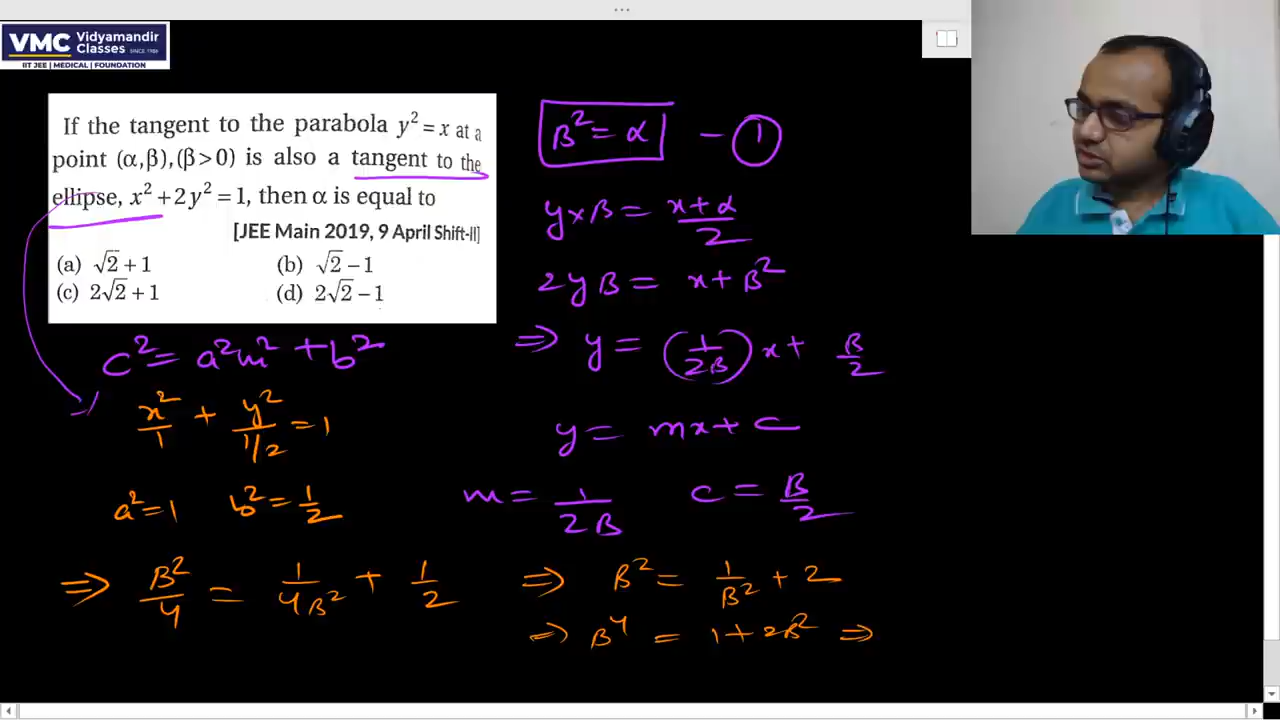 VMC Vidyamandir Classes
SINCE 1986
IIT JEE | MEDICAL | FOUNDATION
If the tangent to the parabola y² = x at a
point (α, β), (β > 0) is also a tangent to the
ellipse, x² + 2y² = 1, then α is equal to
[JEE Main 2019, 9 April Shift-II]
(a) √2 + 1 (b) √2 − 1
(c) 2√2 + 1 (d) 2√2 − 1
c² = a²m² + b²
x²/1 + y²/1/2 = 1
a² = 1 b² = 1/2
⇒ β²/4 = 1/4β² + 1/2
β² = α − ①
y×β = x+α/2
2yβ = x + β²
⇒ y = (1/2β) x + β/2
y = mx + c
m = 1/2β c = β/2
⇒ β² = 1/β² + 2
⇒ β⁴ = 1 + 2β² ⇒